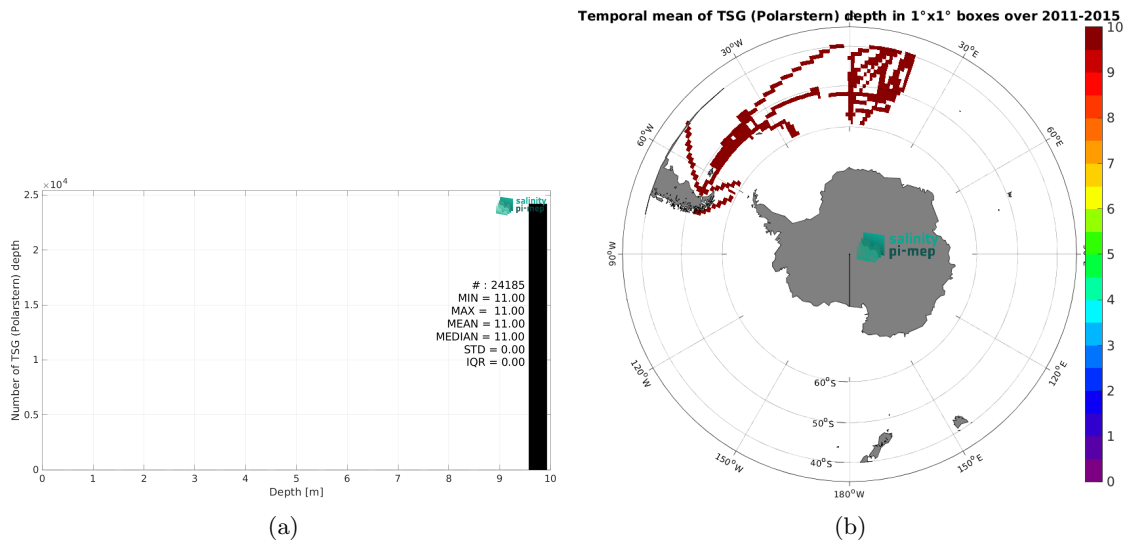 Temporal mean of TSG (Polarstern) depth in 1°x1° boxes over 2011-2015
×10⁴
2.5
2
1.5
1
0.5
0
Number of TSG (Polarstern) depth
salinity
pi-mep
# : 24185
MIN = 11.00
MAX = 11.00
MEAN = 11.00
MEDIAN = 11.00
STD = 0.00
IQR = 0.00
0 1 2 3 4 5 6 7 8 9 10
Depth [m]
(a)
30°W
30°E
60°W
60°E
90°W
salinity
pi-mep
120°W
120°E
60°S
50°S
40°S
150°W
150°E
180°W
10
9
8
7
6
5
4
3
2
1
0
(b)